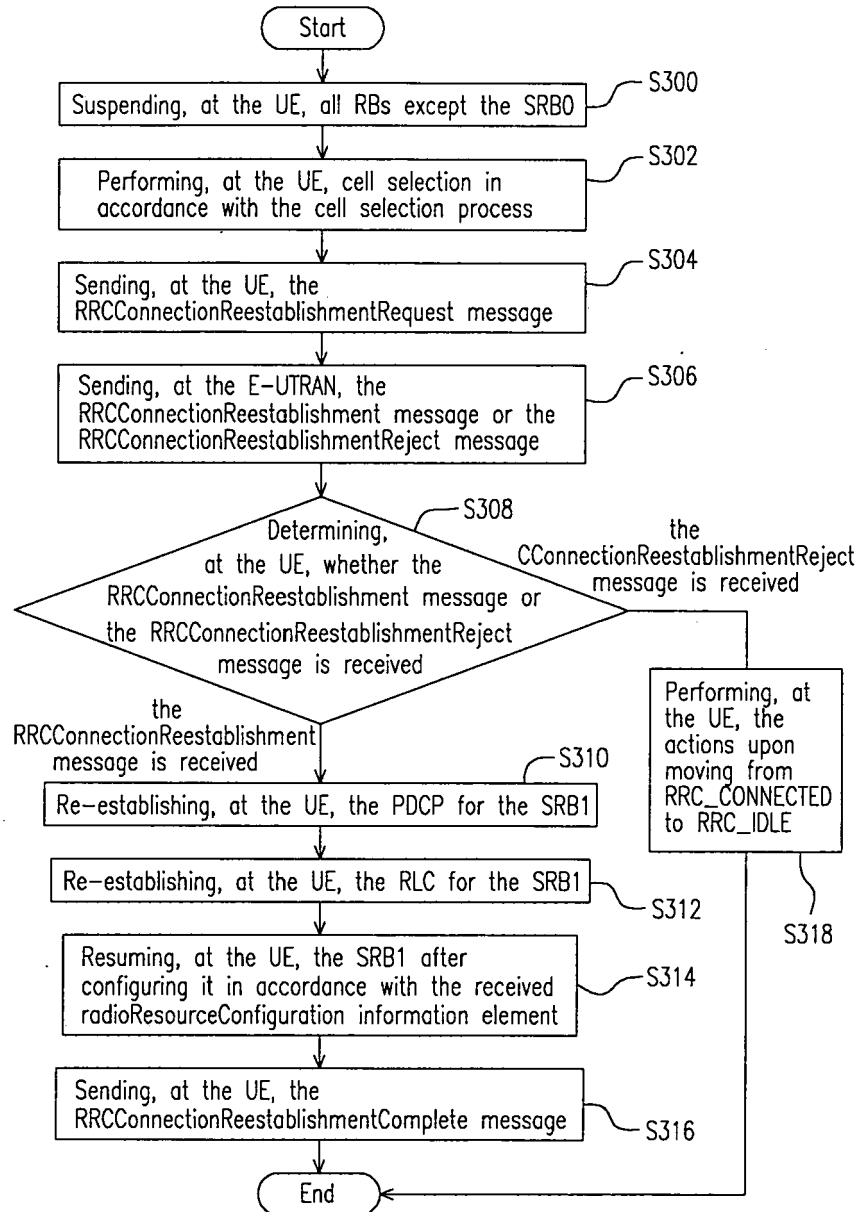 Start
Suspending, at the UE, all RBs except the SRB0
S300
Performing, at the UE, cell selection in
accordance with the cell selection process
S302
Sending, at the UE, the
RRCConnectionReestablishmentRequest message
S304
Sending, at the E-UTRAN, the
RRCConnectionReestablishment message or the
RRCConnectionReestablishmentReject message
S306
Determining,
at the UE, whether the
RRCConnectionReestablishment message or
the RRCConnectionReestablishmentReject
message is received
S308
the
CConnectionReestablishmentReject
message is received
the
RRCConnectionReestablishment
message is received
Re-establishing, at the UE, the PDCP for the SRB1
S310
Re-establishing, at the UE, the RLC for the SRB1
S312
Resuming, at the UE, the SRB1 after
configuring it in accordance with the received
radioResourceConfiguration information element
S314
Sending, at the UE, the
RRCConnectionReestablishmentComplete message
S316
Performing, at
the UE, the
actions upon
moving from
RRC_CONNECTED
to RRC_IDLE
S318
End